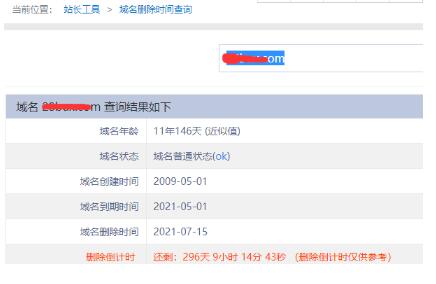 当前位置： 站长工具 > 域名删除时间查询
com
域名 com 查询结果如下
域名年龄 11年146天 (近似值)
域名状态 域名普通状态(ok)
域名创建时间 2009-05-01
域名到期时间 2021-05-01
域名删除时间 2021-07-15
删除倒计时 还剩：296天 9小时 14分 43秒 （删除倒计时仅供参考）